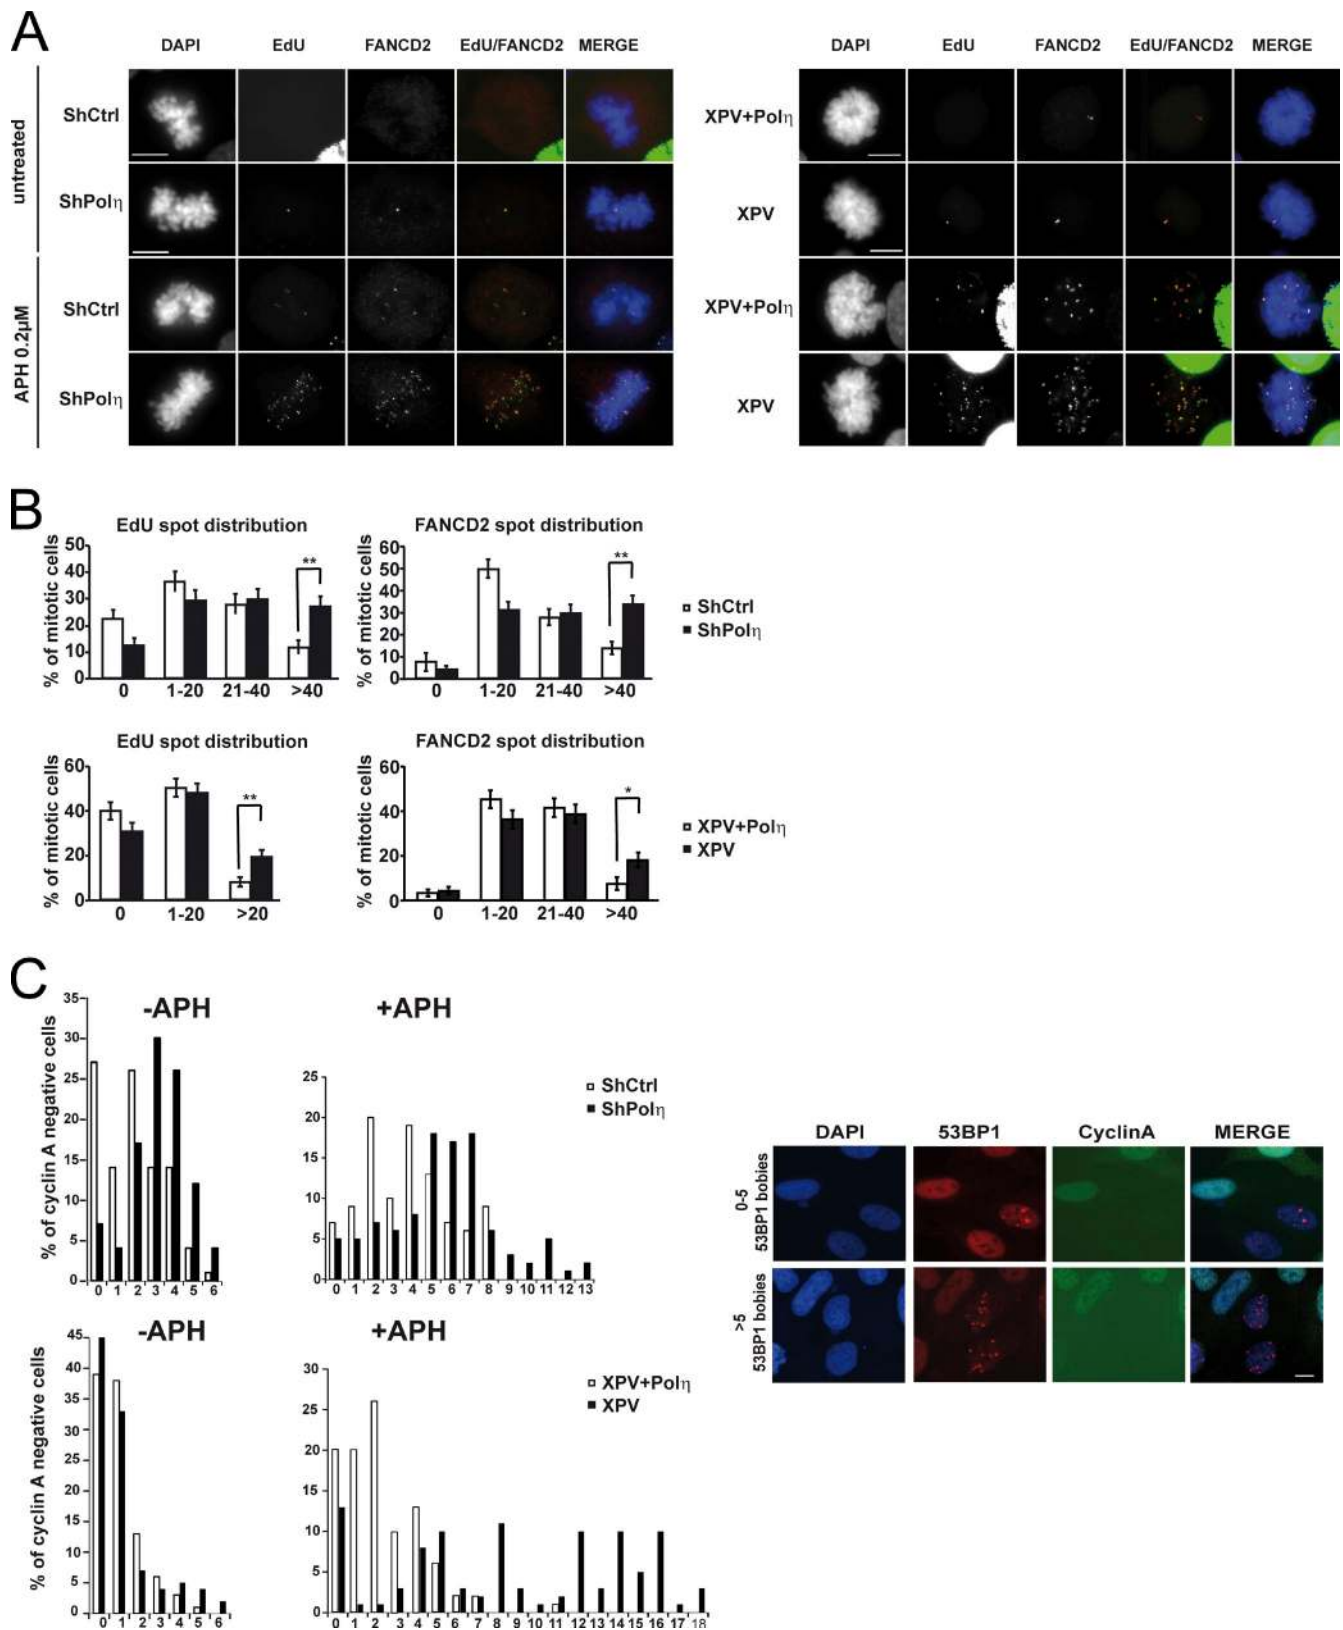 A
DAPI EdU FANCD2 EdU/FANCD2 MERGE
DAPI EdU FANCD2 EdU/FANCD2 MERGE
untreated
ShCtrl
XPV+Polη
ShPolη
XPV
APH 0.2µM
ShCtrl
XPV+Polη
ShPolη
XPV
B
EdU spot distribution
% of mitotic cells
50
40
30
20
10
0
0 1-20 21-40 >40
**
FANCD2 spot distribution
% of mitotic cells
60
50
40
30
20
10
0
0 1-20 21-40 >40
**
ShCtrl
ShPolη
EdU spot distribution
% of mitotic cells
60
40
20
0
0 1-20 >20
**
FANCD2 spot distribution
% of mitotic cells
60
40
20
0
0 1-20 21-40 >40
*
XPV+Polη
XPV
C
-APH
% of cyclin A negative cells
35
30
25
20
15
10
5
0
0 1 2 3 4 5 6
+APH
25
20
15
10
5
0
0 1 2 3 4 5 6 7 8 9 10 11 12 13
ShCtrl
ShPolη
-APH
% of cyclin A negative cells
45
40
35
30
25
20
15
10
5
0
0 1 2 3 4 5 6
+APH
30
25
20
15
10
5
0
0 1 2 3 4 5 6 7 8 9 10 11 12 13 14 15 16 17 18
XPV+Polη
XPV
DAPI 53BP1 CyclinA MERGE
0-5
53BP1 bobies
>5
53BP1 bobies